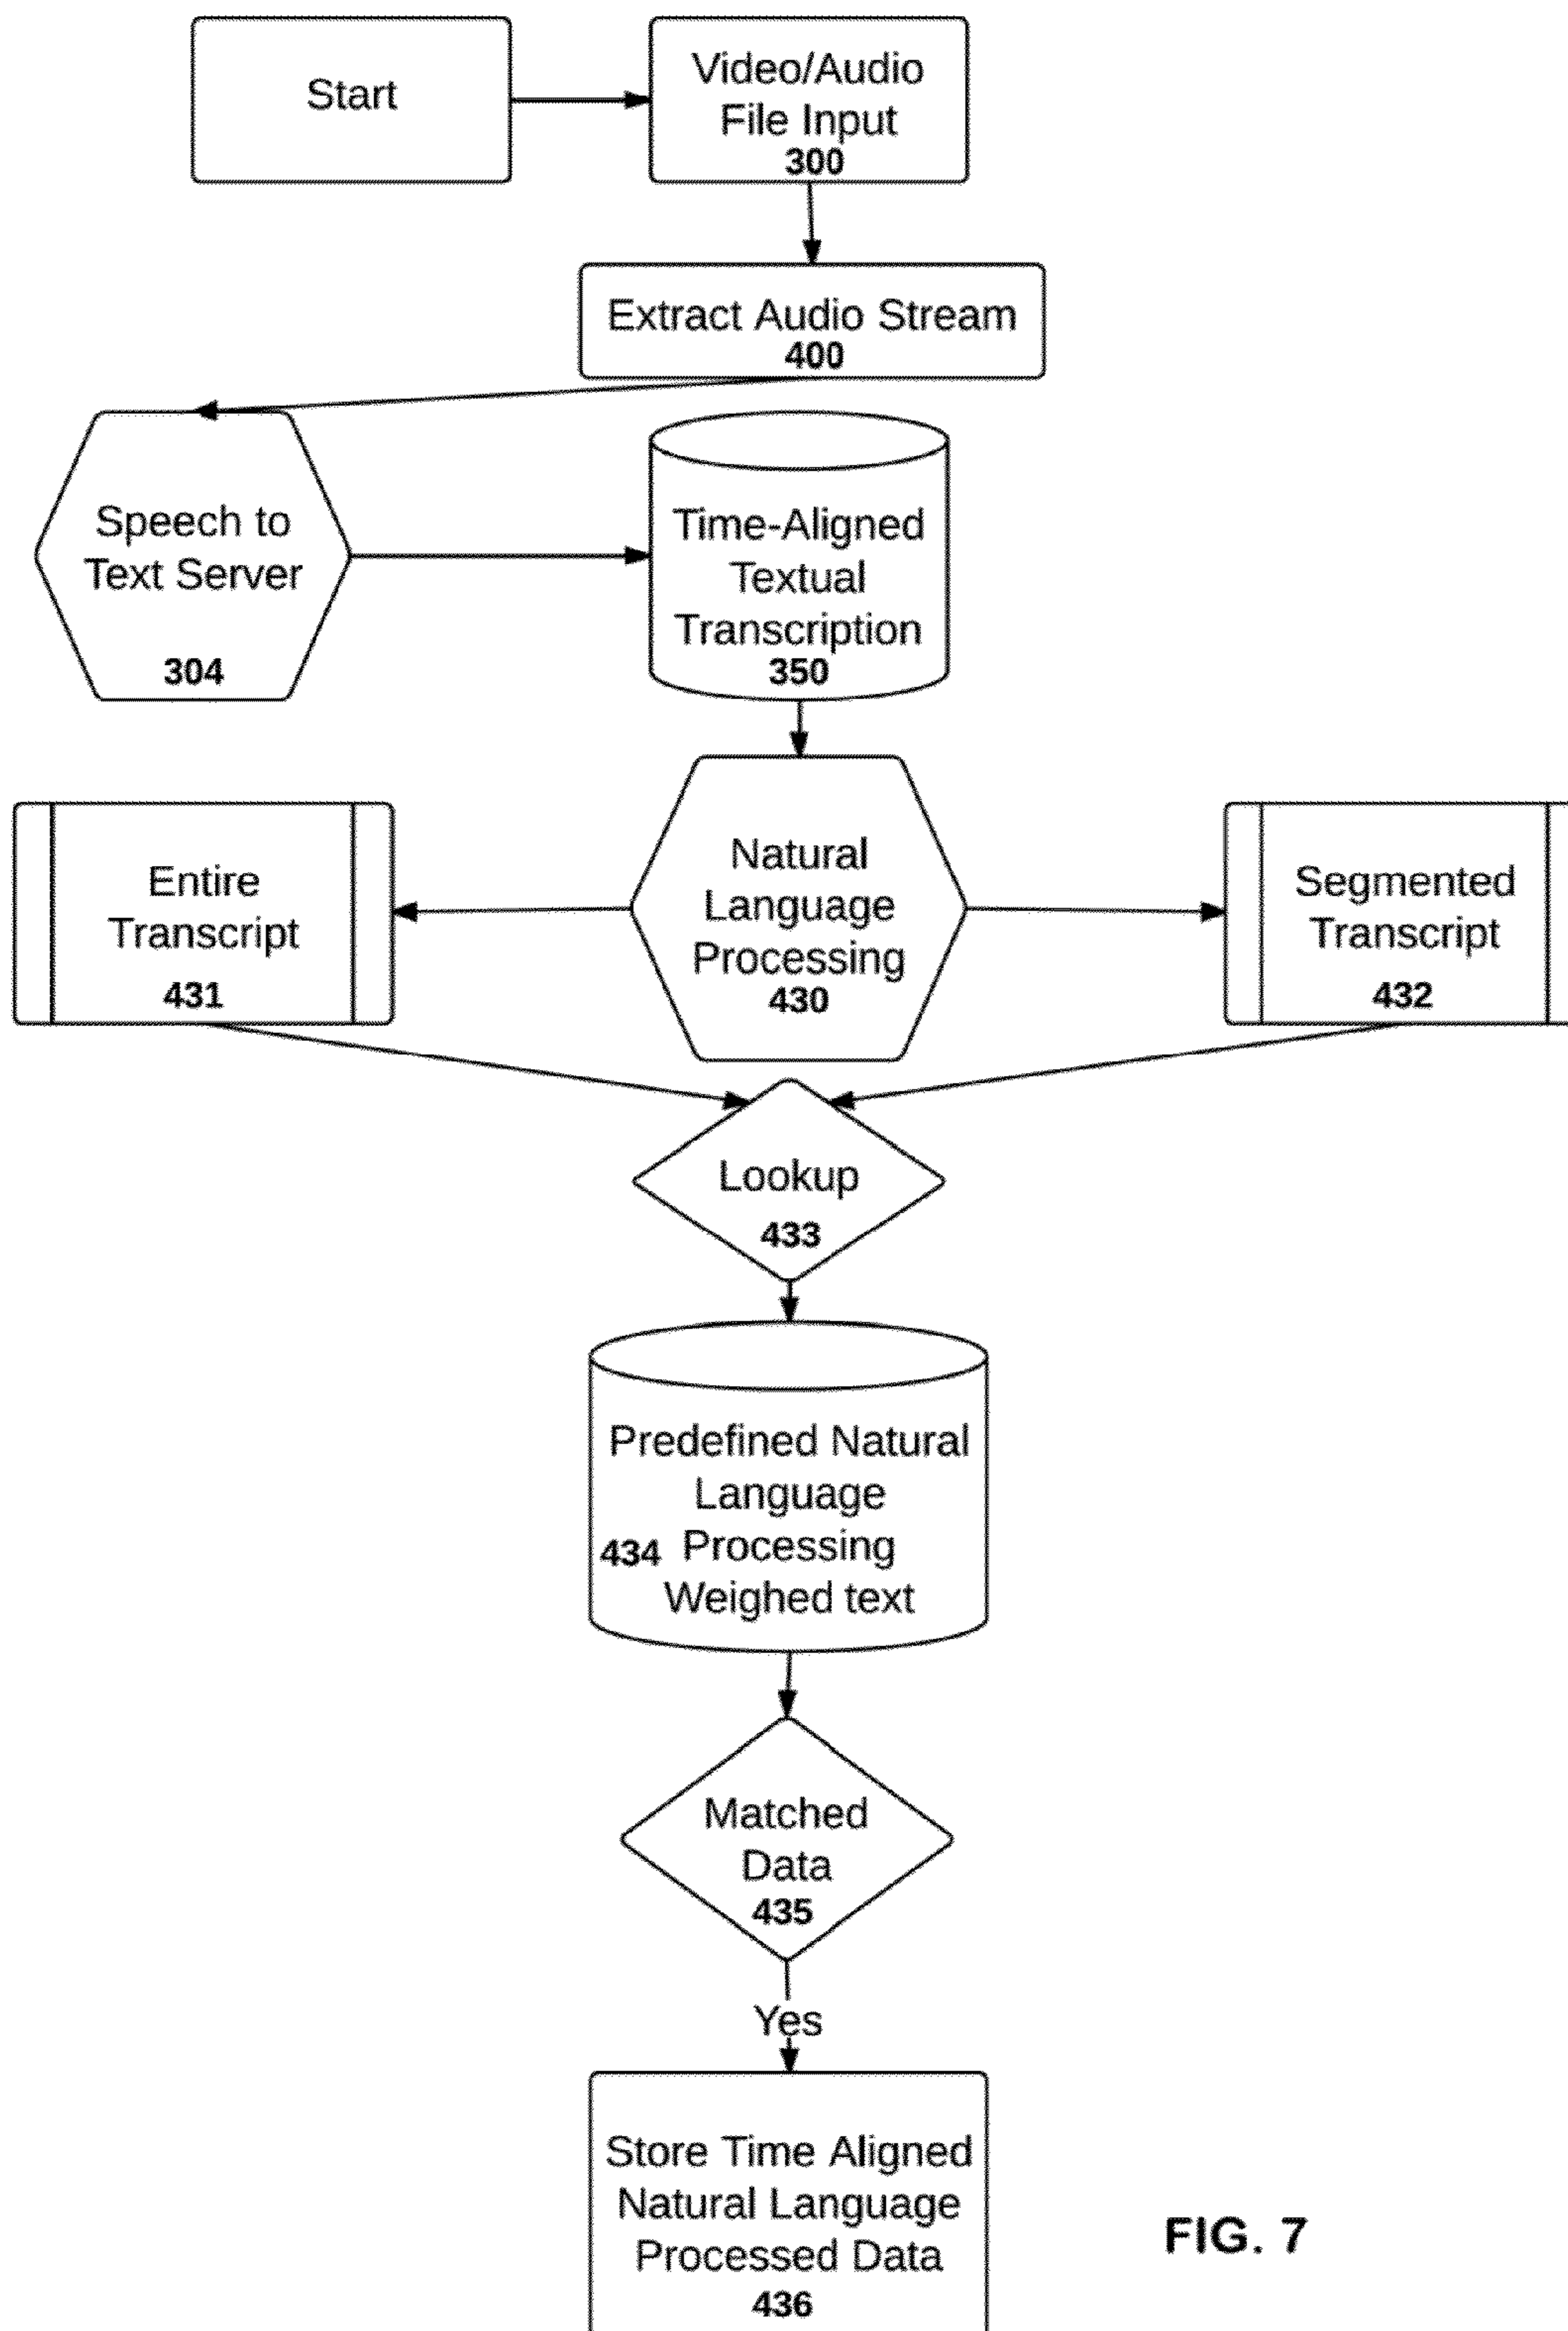 Start
Video/Audio
File Input
300
Extract Audio Stream
400
Speech to
Text Server
304
Time-Aligned
Textual
Transcription
350
Entire
Transcript
431
Natural
Language
Processing
430
Segmented
Transcript
432
Lookup
433
Predefined Natural
Language
434 Processing
Weighed text
Matched
Data
435
Yes
Store Time Aligned
Natural Language
Processed Data
436
FIG. 7